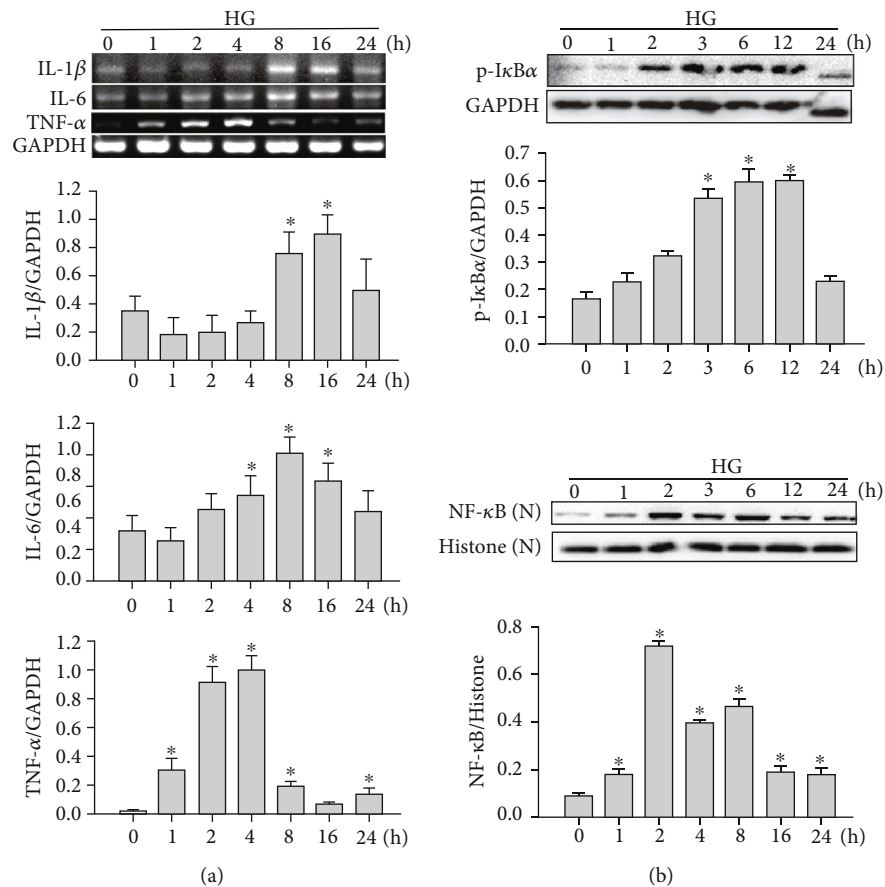 HG
0 1 2 4 8 16 24 (h)
IL-1β
IL-6
TNF-α
GAPDH
IL-1β/GAPDH
1.2
1.0
0.8
0.6
0.4
0.2
0.0
* *
0 1 2 4 8 16 24 (h)
IL-6/GAPDH
1.2
1.0
0.6
0.4
0.2
0.0
* * *
0 1 2 4 8 16 24 (h)
TNF-α/GAPDH
1.2
1.0
0.8
0.6
0.4
0.2
0.0
* * * * *
0 1 2 4 8 16 24 (h)
(a)
HG
0 1 2 3 6 12 24 (h)
p-IκBα
GAPDH
p-IκBα/GAPDH
0.7
0.6
0.5
0.4
0.3
0.2
0.1
0.0
* * *
0 1 2 3 6 12 24 (h)
HG
0 1 2 3 6 12 24 (h)
NF-κB (N)
Histone (N)
NF-κB/Histone
0.8
0.6
0.4
0.2
0.0
* * * * * *
0 1 2 4 8 16 24 (h)
(b)